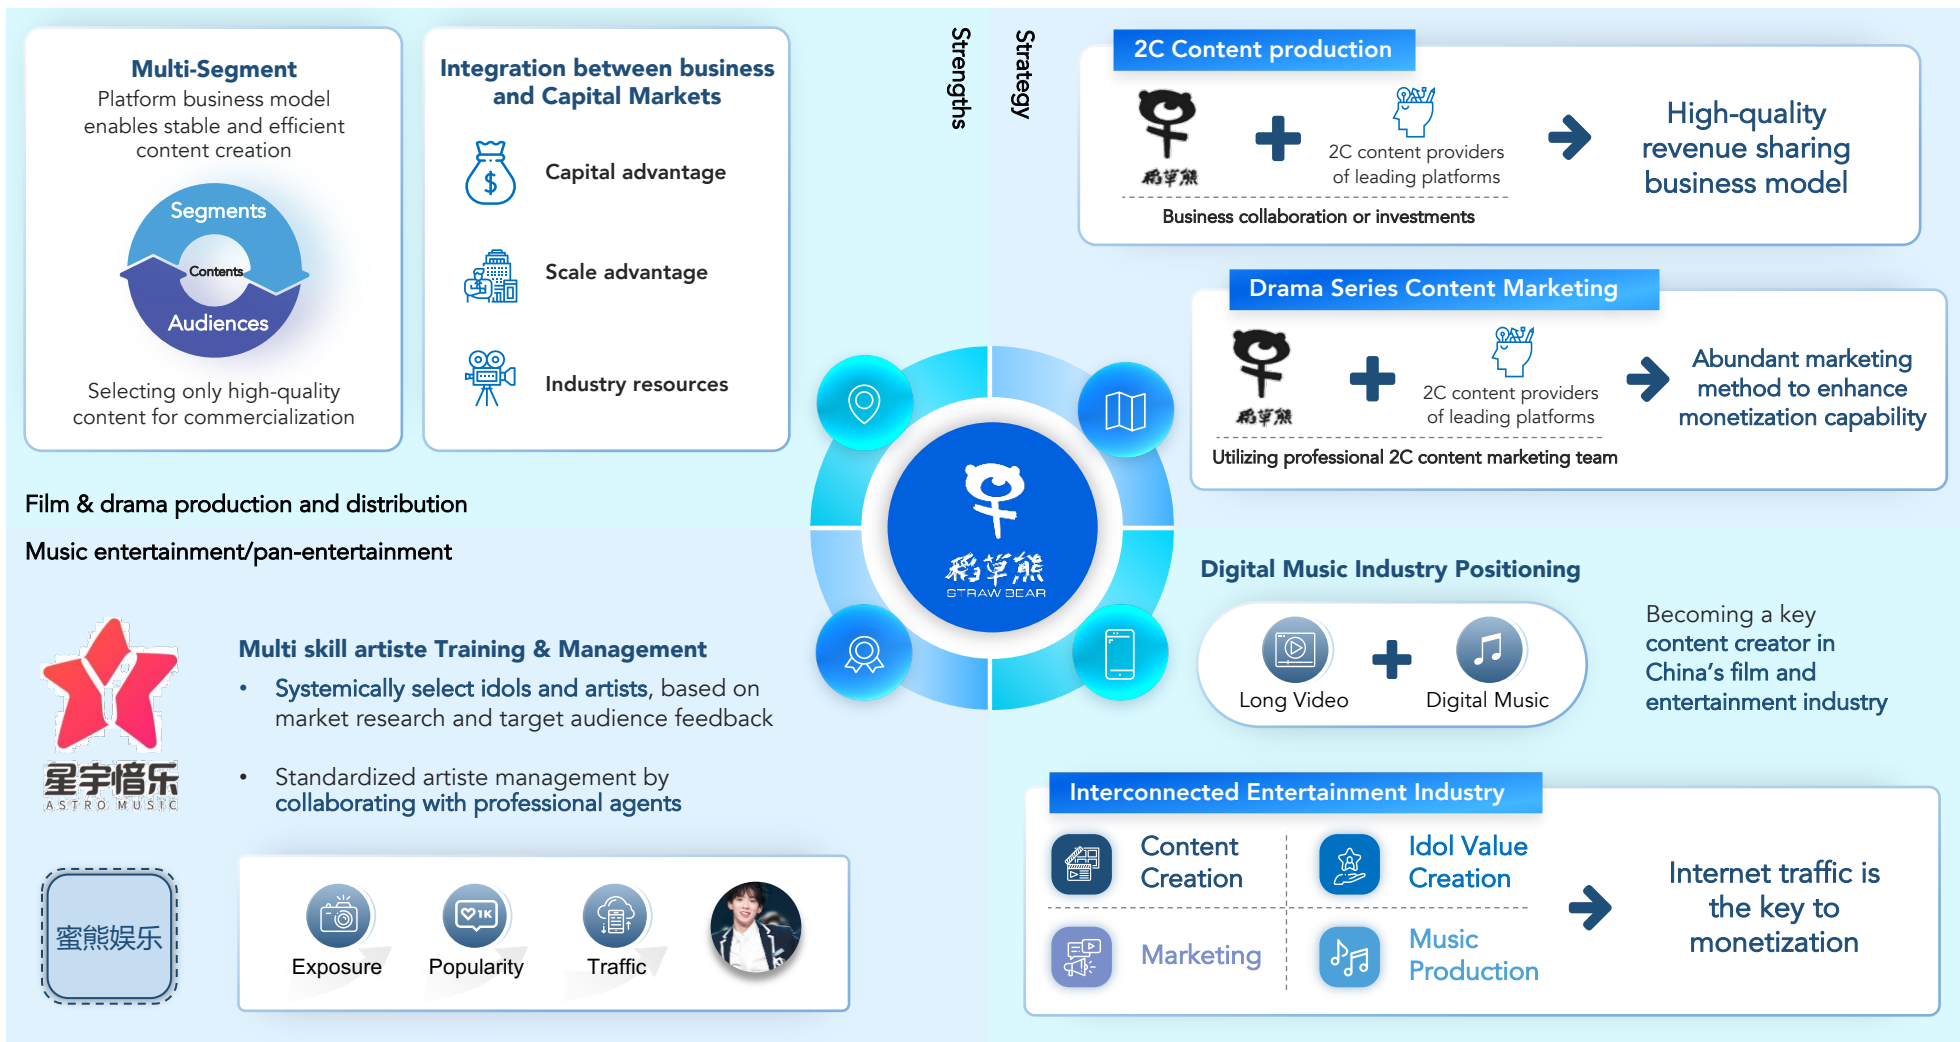 Strengths
Strategy
Multi-Segment
Platform business model
enables stable and efficient
content creation
Segments
Contents
Audiences
Selecting only high-quality
content for commercialization
Integration between business
and Capital Markets
Capital advantage
Scale advantage
Industry resources
Film & drama production and distribution
2C Content production
稻草熊
2C content providers
of leading platforms
Business collaboration or investments
High-quality
revenue sharing
business model
Drama Series Content Marketing
稻草熊
2C content providers
of leading platforms
Utilizing professional 2C content marketing team
Abundant marketing
method to enhance
monetization capability
稻草熊
STRAW BEAR
Music entertainment/pan-entertainment
星宇愔乐
ASTRO MUSIC
Multi skill artiste Training & Management
• Systemically select idols and artists, based on
market research and target audience feedback
• Standardized artiste management by
collaborating with professional agents
蜜熊娱乐
Exposure
1K
Popularity
Traffic
Digital Music Industry Positioning
Long Video
Digital Music
Becoming a key
content creator in
China's film and
entertainment industry
Interconnected Entertainment Industry
Content
Creation
Idol Value
Creation
Marketing
Music
Production
Internet traffic is
the key to
monetization